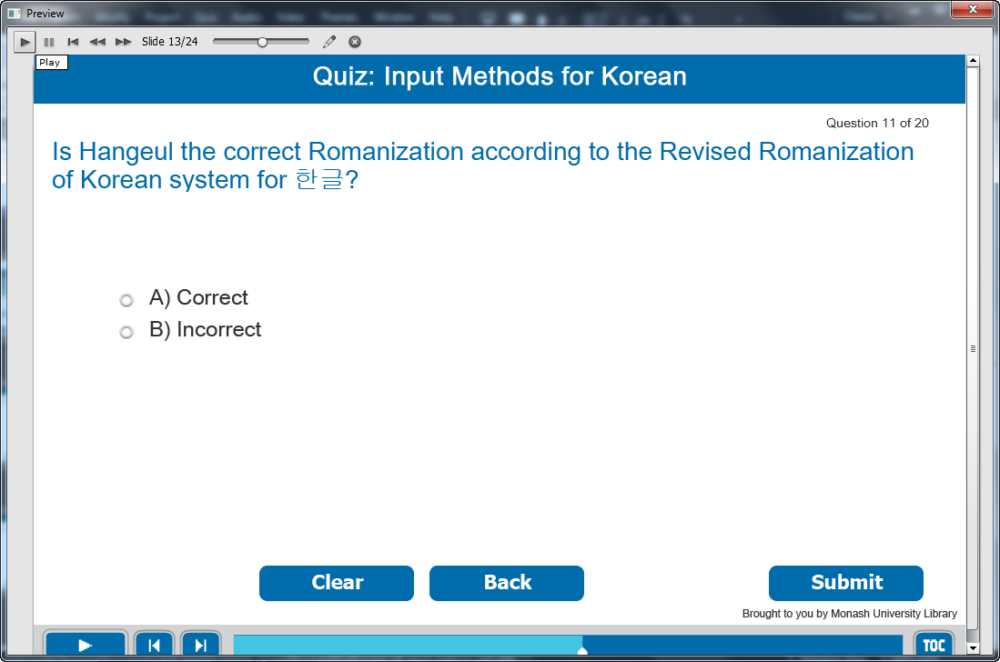 Preview
Slide 13/24
Play
Quiz: Input Methods for Korean
Question 11 of 20
Is Hangeul the correct Romanization according to the Revised Romanization
of Korean system for 한글?
A) Correct
B) Incorrect
Clear
Back
Submit
Brought to you by Monash University Library
TOC